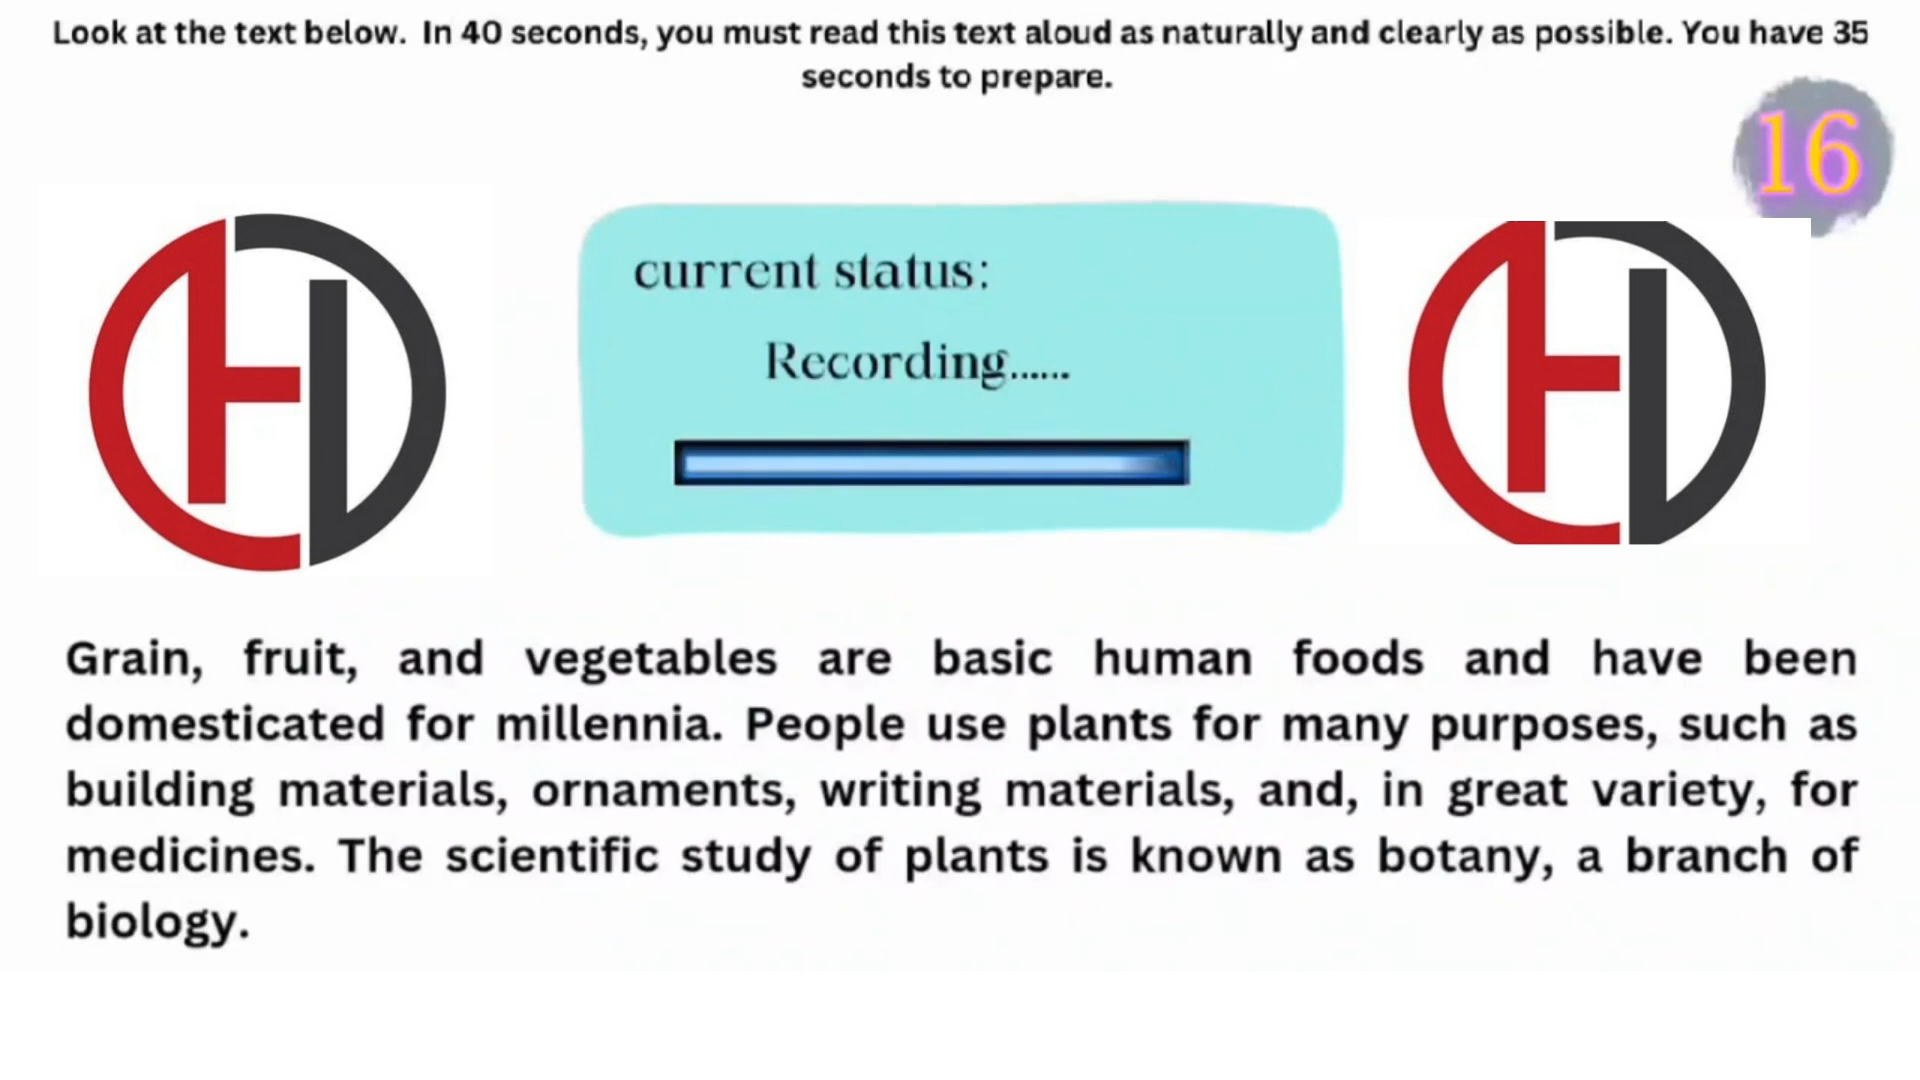 Look at the text below. In 40 seconds, you must read this text aloud as naturally and clearly as possible. You have 35
seconds to prepare.
16
current status:
Recording......
Grain, fruit, and vegetables are basic human foods and have been
domesticated for millennia. People use plants for many purposes, such as
building materials, ornaments, writing materials, and, in great variety, for
medicines. The scientific study of plants is known as botany, a branch of
biology.